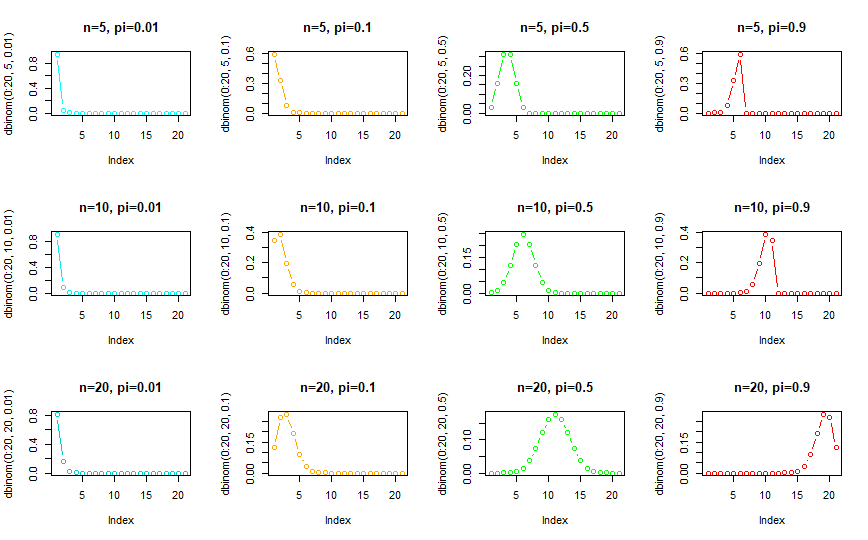 n=5, pi=0.01
dbinom(0:20, 5, 0.01)
0.0 0.4 0.8
5 10 15 20
Index
n=5, pi=0.1
dbinom(0:20, 5, 0.1)
0.0 0.3 0.6
5 10 15 20
Index
n=5, pi=0.5
dbinom(0:20, 5, 0.5)
0.00 0.20
5 10 15 20
Index
n=5, pi=0.9
dbinom(0:20, 5, 0.9)
0.0 0.3 0.6
5 10 15 20
Index
n=10, pi=0.01
dbinom(0:20, 10, 0.01)
0.0 0.4 0.8
5 10 15 20
Index
n=10, pi=0.1
dbinom(0:20, 10, 0.1)
0.0 0.2 0.4
5 10 15 20
Index
n=10, pi=0.5
dbinom(0:20, 10, 0.5)
0.00 0.15
5 10 15 20
Index
n=10, pi=0.9
dbinom(0:20, 10, 0.9)
0.0 0.2 0.4
5 10 15 20
Index
n=20, pi=0.01
dbinom(0:20, 20, 0.01)
0.0 0.4 0.8
5 10 15 20
Index
n=20, pi=0.1
dbinom(0:20, 20, 0.1)
0.00 0.15
5 10 15 20
Index
n=20, pi=0.5
dbinom(0:20, 20, 0.5)
0.00 0.10
5 10 15 20
Index
n=20, pi=0.9
dbinom(0:20, 20, 0.9)
0.00 0.15
5 10 15 20
Index